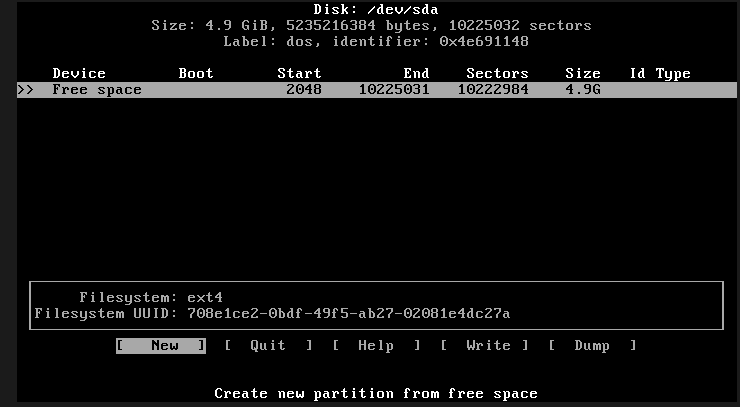 Disk: /dev/sda
Size: 4.9 GiB, 5235216384 bytes, 10225032 sectors
Label: dos, identifier: 0x4e691148
Device Boot Start End Sectors Size Id Type
>> Free space 2048 10225031 10222984 4.9G
Filesystem: ext4
Filesystem UUID: 708e1ce2-0bdf-49f5-ab27-02081e4dc27a
[ New ] [ Quit ] [ Help ] [ Write ] [ Dump ]
Create new partition from free space